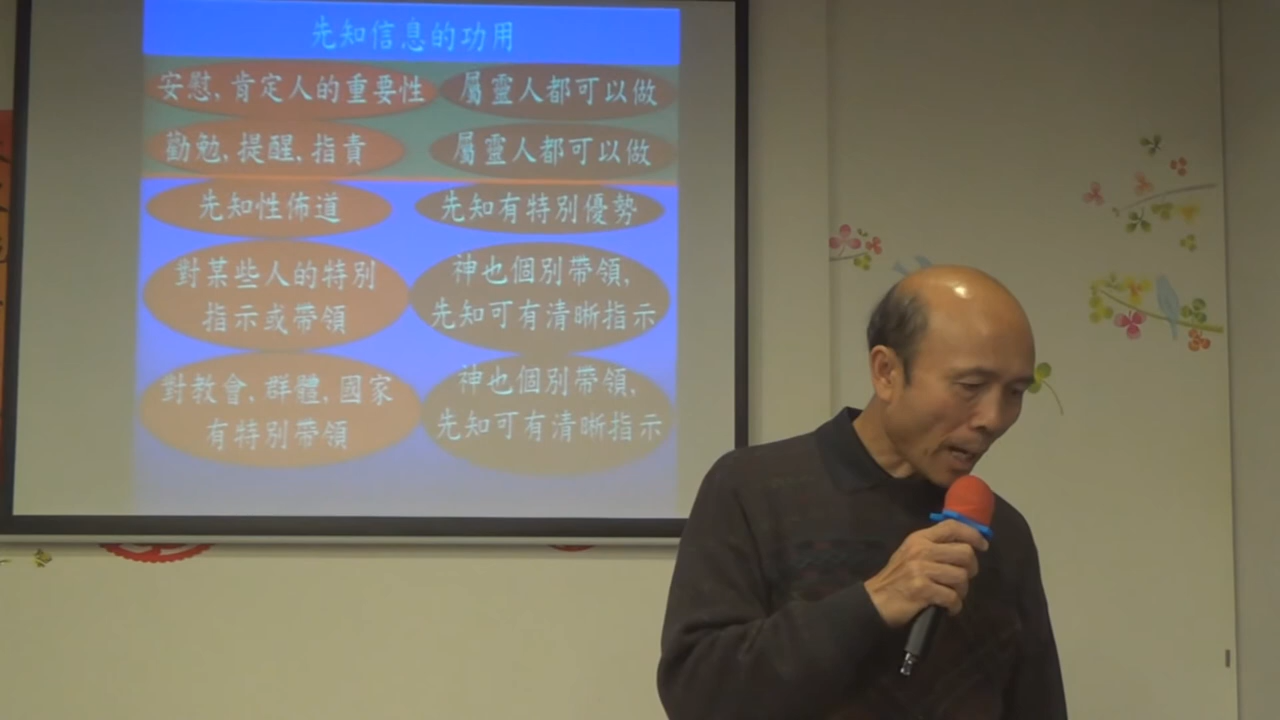 先知信息的功用
安慰, 肯定人的重要性 屬靈人都可以做
勸勉, 提醒, 指責 屬靈人都可以做
先知性佈道 先知有特別優勢
對某些人的特別
指示或帶領
神也個別帶領,
先知可有清晰指示
對教會, 群體, 國家
有特別帶領
神也個別帶領,
先知可有清晰指示